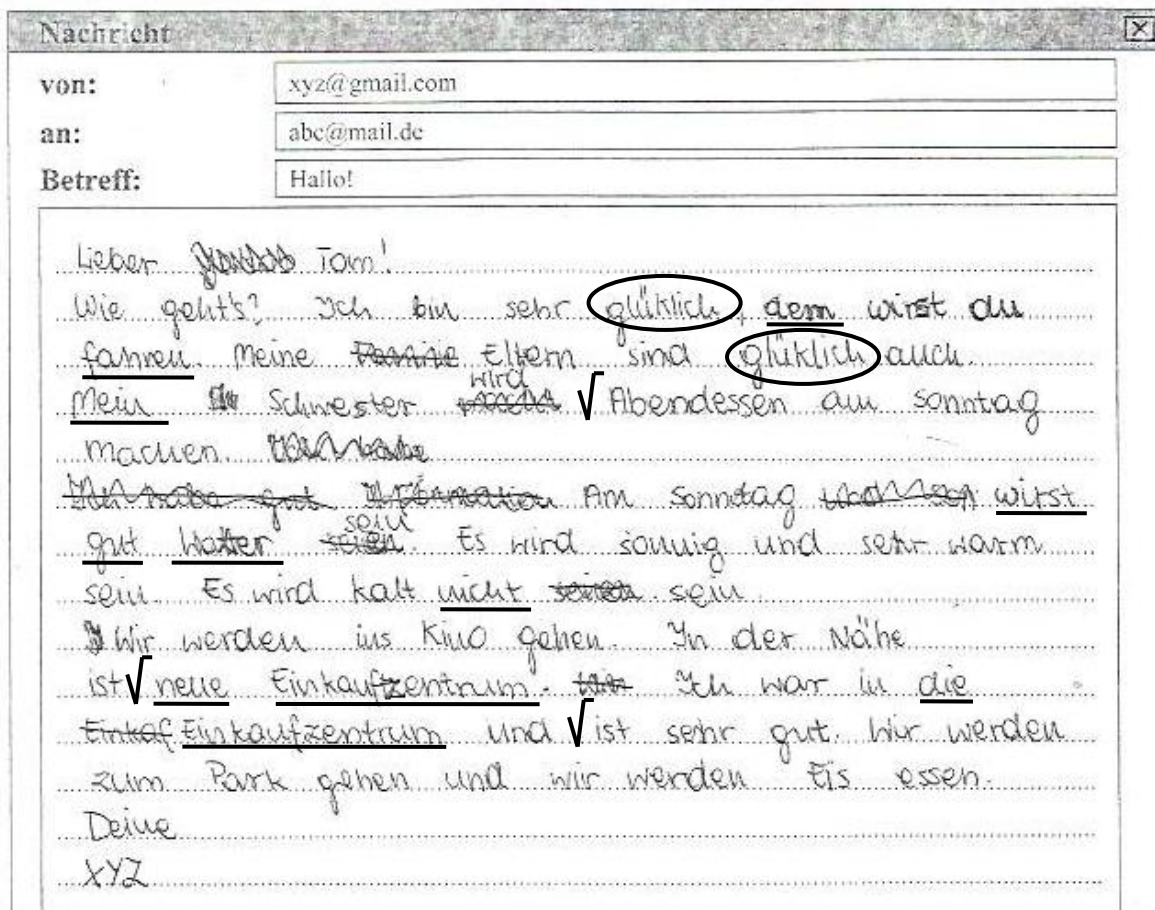 Nachricht
von: xyz@gmail.com
an: abc@mail.de
Betreff: Hallo!
Lieber Tom!
Wie geht's? Ich bin sehr glüklich, dem wirst du
fahren. Meine Eltern sind glüklich auch.
Mein Schwester wird √ Abendessen am Sonntag
machen.
Am Sonndag wirst
gut Watter sein. Es wird sonnig und sehr warm
sein. Es wird kalt nicht sein.
Wir werden ins Kino gehen. In der Nähe
ist √ neue Einkaufzentrum. Ich war in die
Einkaufzentrum und √ ist sehr gut. Wir werden
zum Park gehen und wir werden Eis essen.
Deine
XYZ